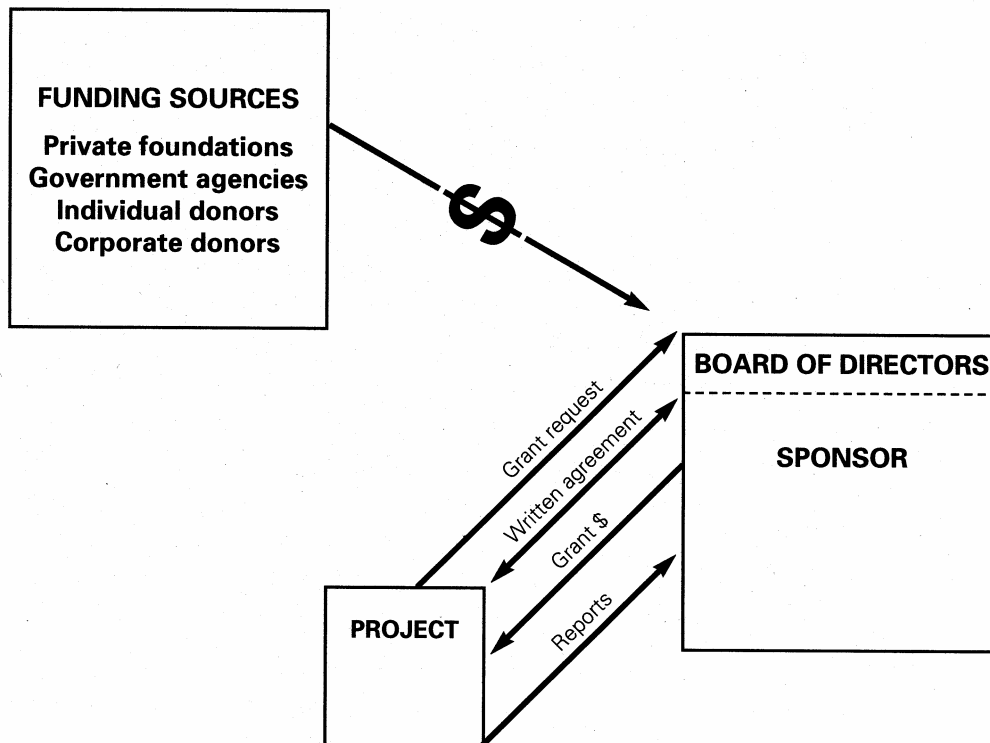 FUNDING SOURCES
Private foundations
Government agencies
Individual donors
Corporate donors
$
BOARD OF DIRECTORS
SPONSOR
Grant request
Written agreement
Grant $
Reports
PROJECT